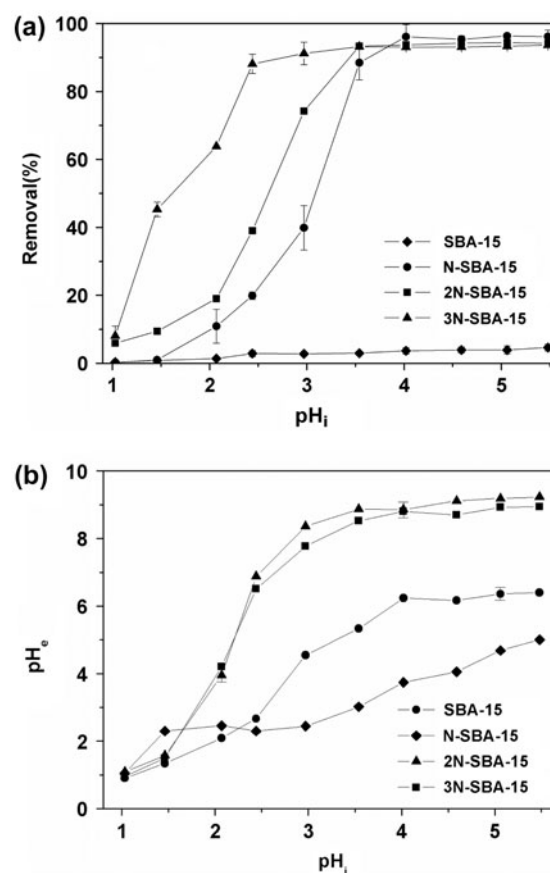 (a)
100
80
60
40
20
0
Removal(%)
SBA-15
N-SBA-15
2N-SBA-15
3N-SBA-15
1 2 3 4 5
pHi
(b)
10
8
6
4
2
0
pHe
SBA-15
N-SBA-15
2N-SBA-15
3N-SBA-15
1 2 3 4 5
pHi